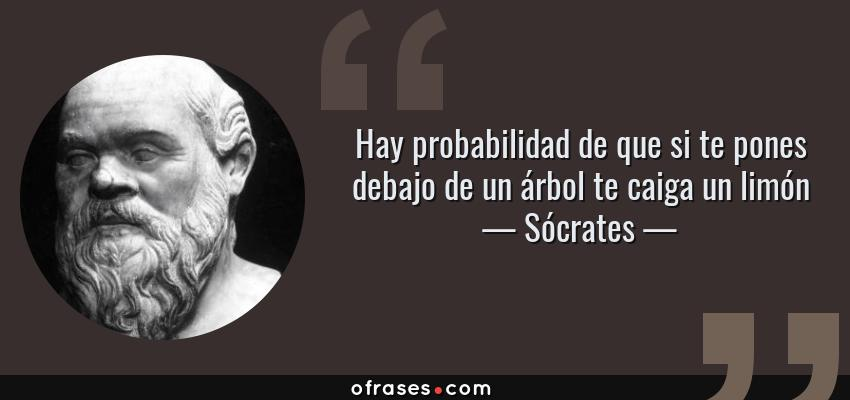 Hay probabilidad de que si te pones
debajo de un árbol te caiga un limón
— Sócrates —
ofrases.com